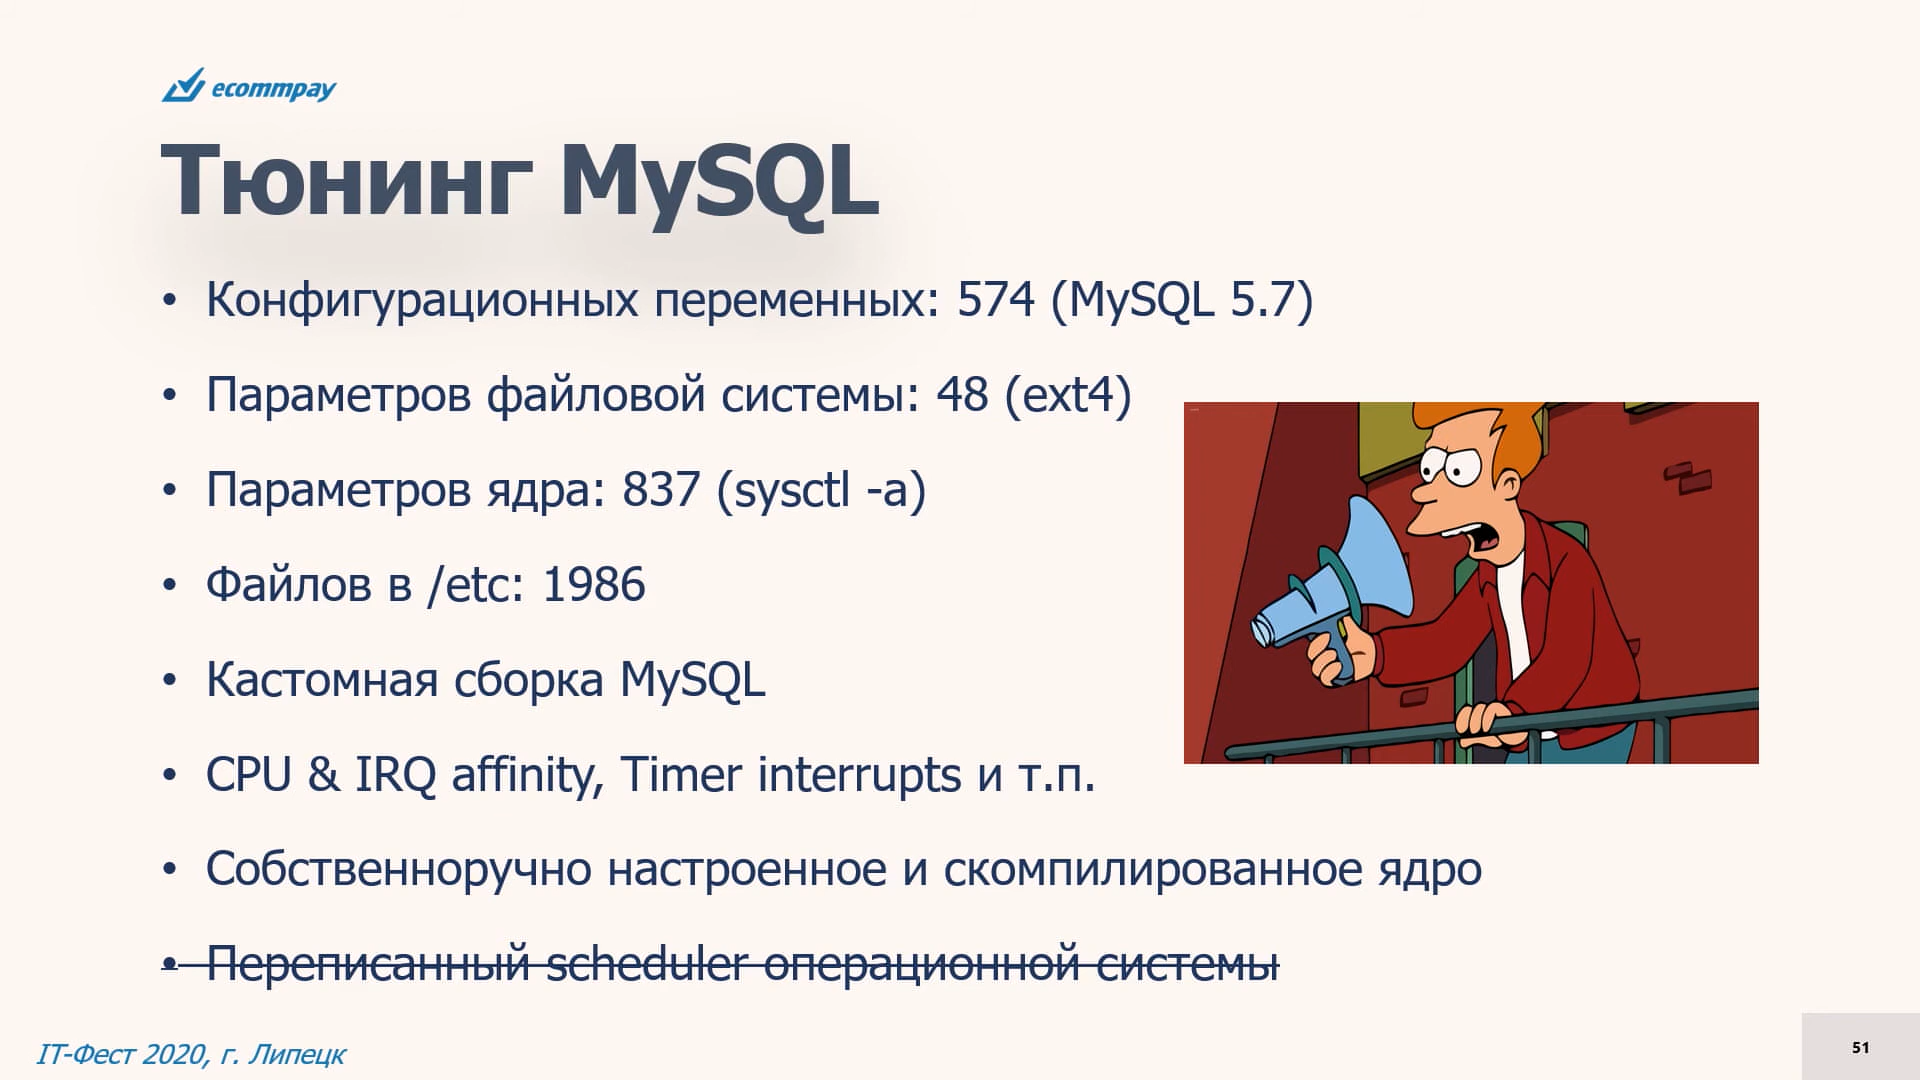 ecommpay
Тюнинг MySQL
• Конфигурационных переменных: 574 (MySQL 5.7)
• Параметров файловой системы: 48 (ext4)
• Параметров ядра: 837 (sysctl -a)
• Файлов в /etc: 1986
• Кастомная сборка MySQL
• CPU & IRQ affinity, Timer interrupts и т.п.
• Собственноручно настроенное и скомпилированное ядро
• Переписанный scheduler операционной системы
IT-Фест 2020, г. Липецк
51